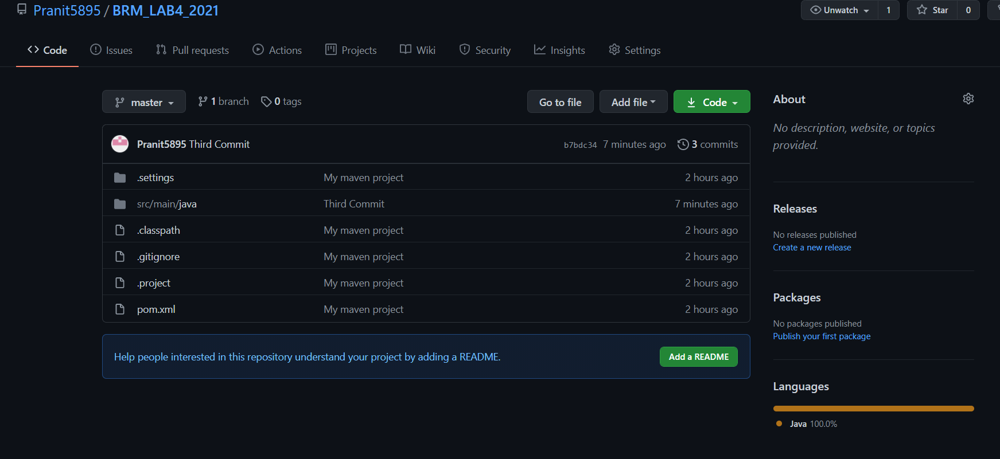 Pranit5895 / BRM_LAB4_2021
Unwatch 1 Star 0
Code Issues Pull requests Actions Projects Wiki Security Insights Settings
master 1 branch 0 tags Go to file Add file Code
Pranit5895 Third Commit b7bdc34 7 minutes ago 3 commits
.settings My maven project 2 hours ago
src/main/java Third Commit 7 minutes ago
.classpath My maven project 2 hours ago
.gitignore My maven project 2 hours ago
.project My maven project 2 hours ago
pom.xml My maven project 2 hours ago
Help people interested in this repository understand your project by adding a README. Add a README
About
No description, website, or topics
provided.
Releases
No releases published
Create a new release
Packages
No packages published
Publish your first package
Languages
Java 100.0%